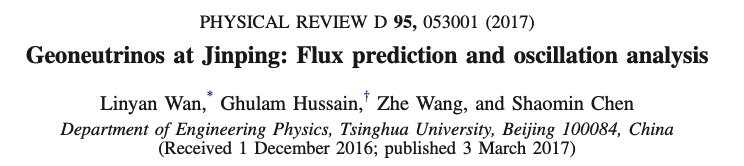 PHYSICAL REVIEW D 95, 053001 (2017)
Geoneutrinos at Jinping: Flux prediction and oscillation analysis
Linyan Wan,* Ghulam Hussain,† Zhe Wang, and Shaomin Chen
Department of Engineering Physics, Tsinghua University, Beijing 100084, China
(Received 1 December 2016; published 3 March 2017)